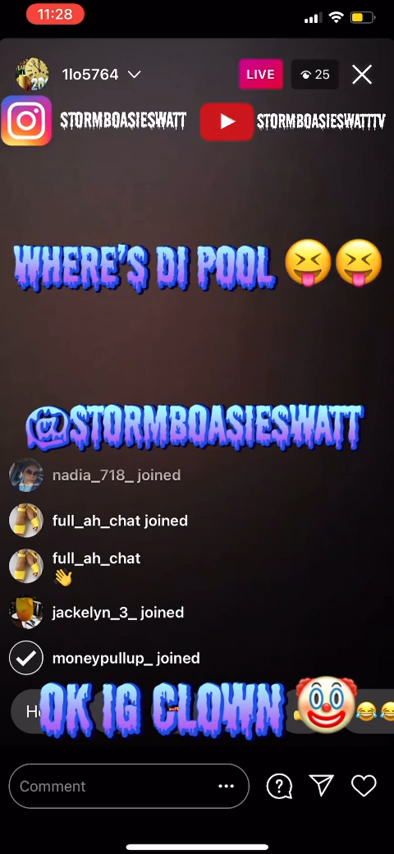 11:28
1lo5764
LIVE
25
STORMBOASIESWATT
STORMBOASIESWATTTV
WHERE'S DI POOL 😝😝
@STORMBOASIESWATT
nadia_718_ joined
full_ah_chat joined
full_ah_chat
👋
jackelyn_3_ joined
moneypullup_ joined
OK IG CLOWN 🤡
Comment